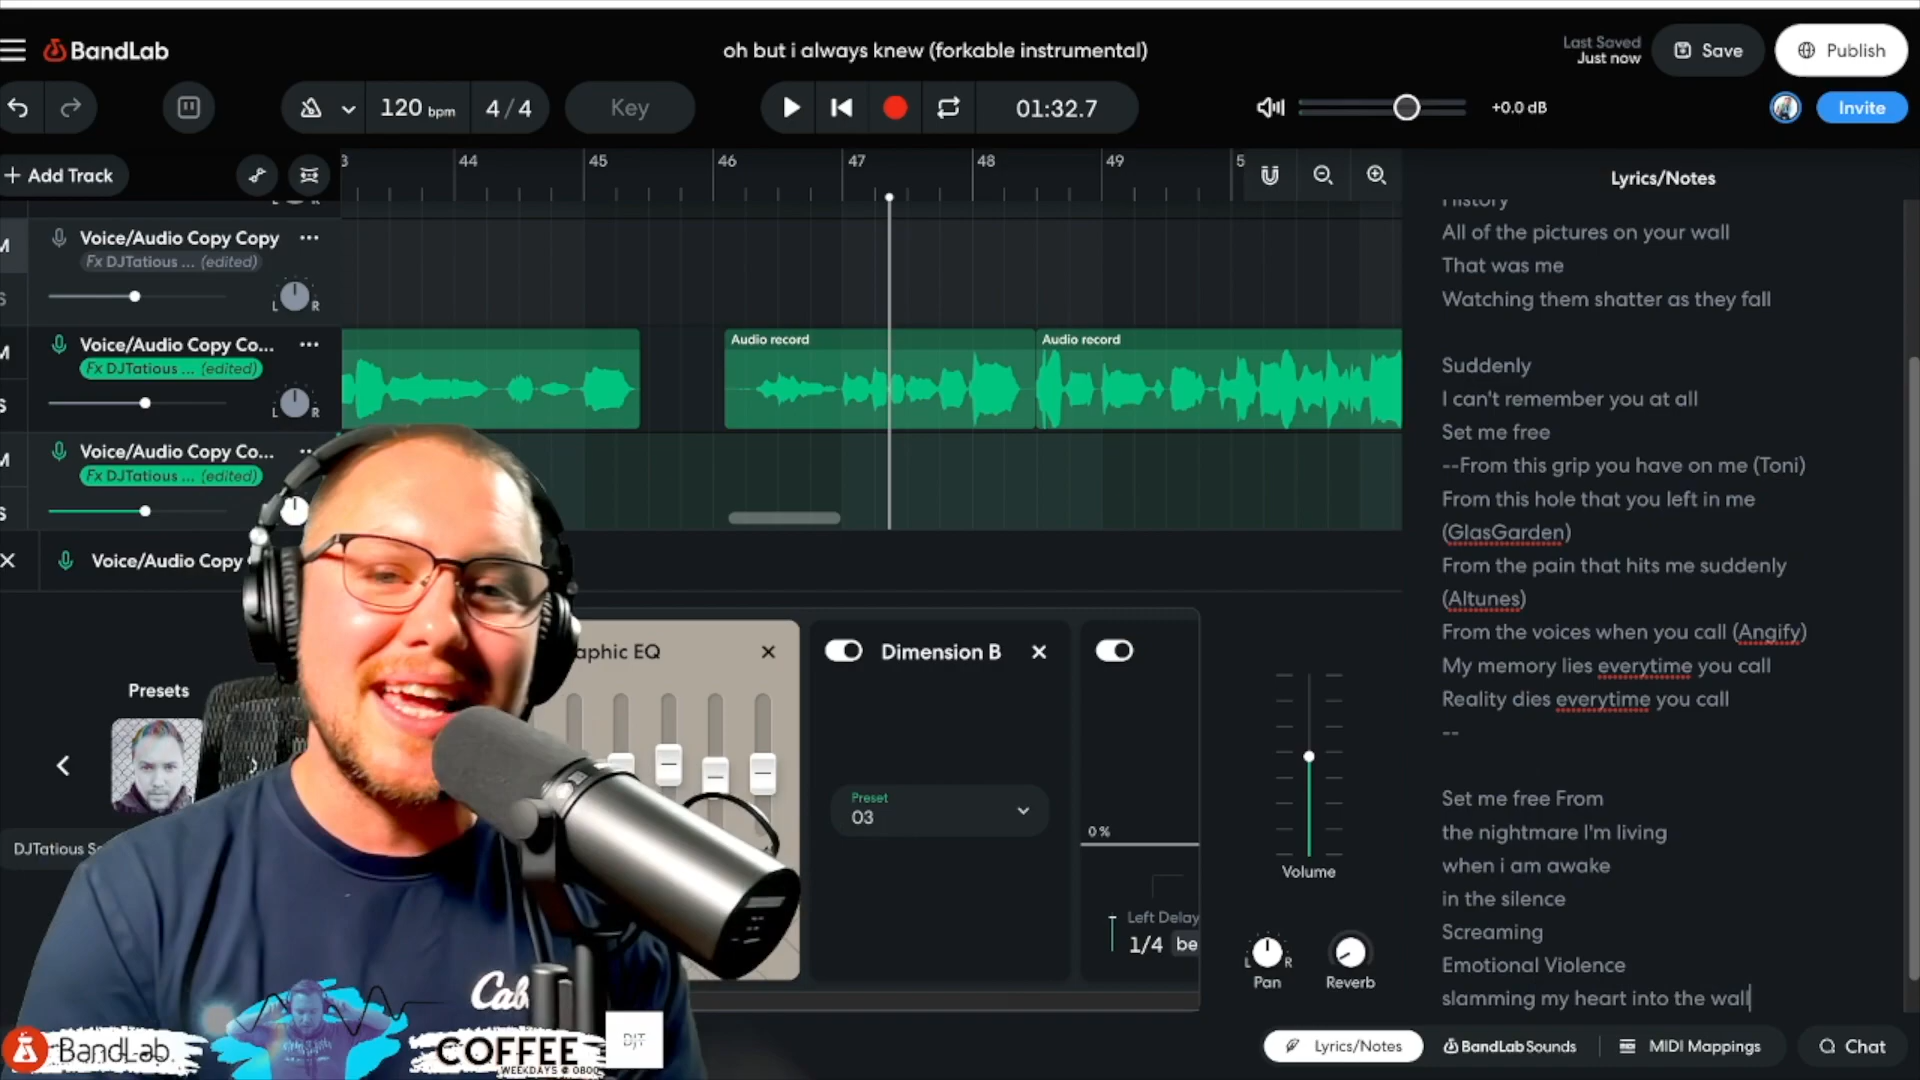 BandLab
oh but i always knew (forkable instrumental)
Last Saved
Just now
Save
Publish
120 bpm
4/4
Key
01:32.7
+0.0 dB
Invite
+ Add Track
3
44
45
46
47
48
49
5
Lyrics/Notes
M
Voice/Audio Copy Copy
Fx DJTatious ... (edited)
S
L R
M
Voice/Audio Copy Co...
Fx DJTatious ... (edited)
S
L R
Audio record
Audio record
M
Voice/Audio Copy Co...
Fx DJTatious ... (edited)
S
Voice/Audio Copy
Presets
DJTatious
aphic EQ
Dimension B
Preset
03
0%
Left Delay
1/4 be
Volume
L R
Pan
Reverb
History
All of the pictures on your wall
That was me
Watching them shatter as they fall
Suddenly
I can't remember you at all
Set me free
--From this grip you have on me (Toni)
From this hole that you left in me
(GlasGarden)
From the pain that hits me suddenly
(Altunes)
From the voices when you call (Angify)
My memory lies everytime you call
Reality dies everytime you call
--
Set me free From
the nightmare I'm living
when i am awake
in the silence
Screaming
Emotional Violence
slamming my heart into the wall
Cab
BandLab
COFFEE
WEEKDAYS @ 0800
DJT
Lyrics/Notes
BandLab Sounds
MIDI Mappings
Chat